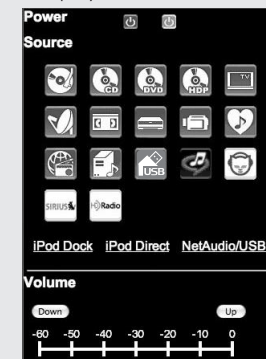 Power
Source
CD DVD HDP TV
USB
SIRIUS HD Radio
iPod Dock iPod Direct NetAudio/USB
Volume
Down Up
-60 -50 -40 -30 -20 -10 0